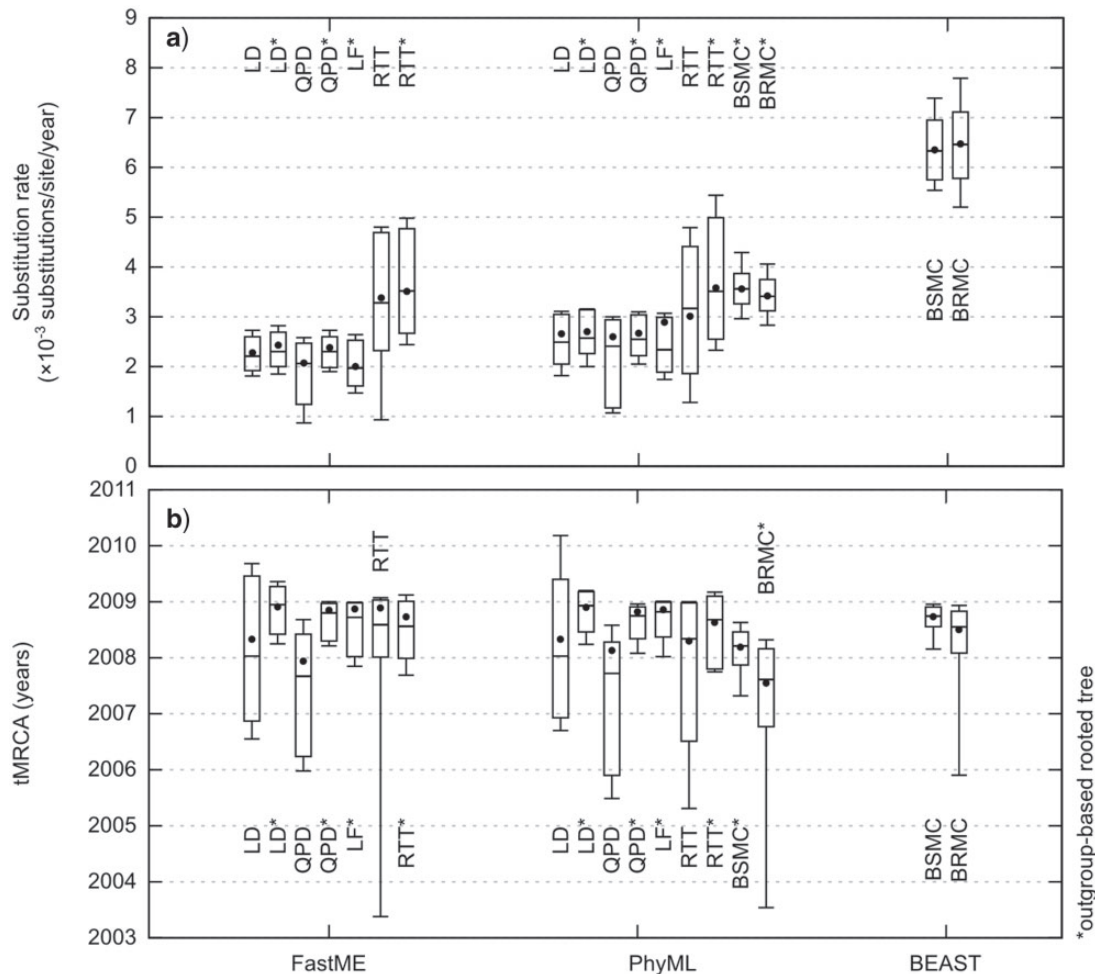 a)
LD LD* QPD QPD* LF* RTT RTT* LD LD* QPD QPD* LF* RTT RTT* BSMC* BRMC*
BSMC BRMC
Substitution rate
(×10⁻³ substitutions/site/year)
9
8
7
6
5
4
3
2
1
0
b)
RTT BRMC*
LD LD* QPD QPD* LF* RTT* LD LD* QPD QPD* LF* RTT RTT* BSMC* BSMC BRMC
tMRCA (years)
2011
2010
2009
2008
2007
2006
2005
2004
2003
FastME PhyML BEAST
*outgroup-based rooted tree